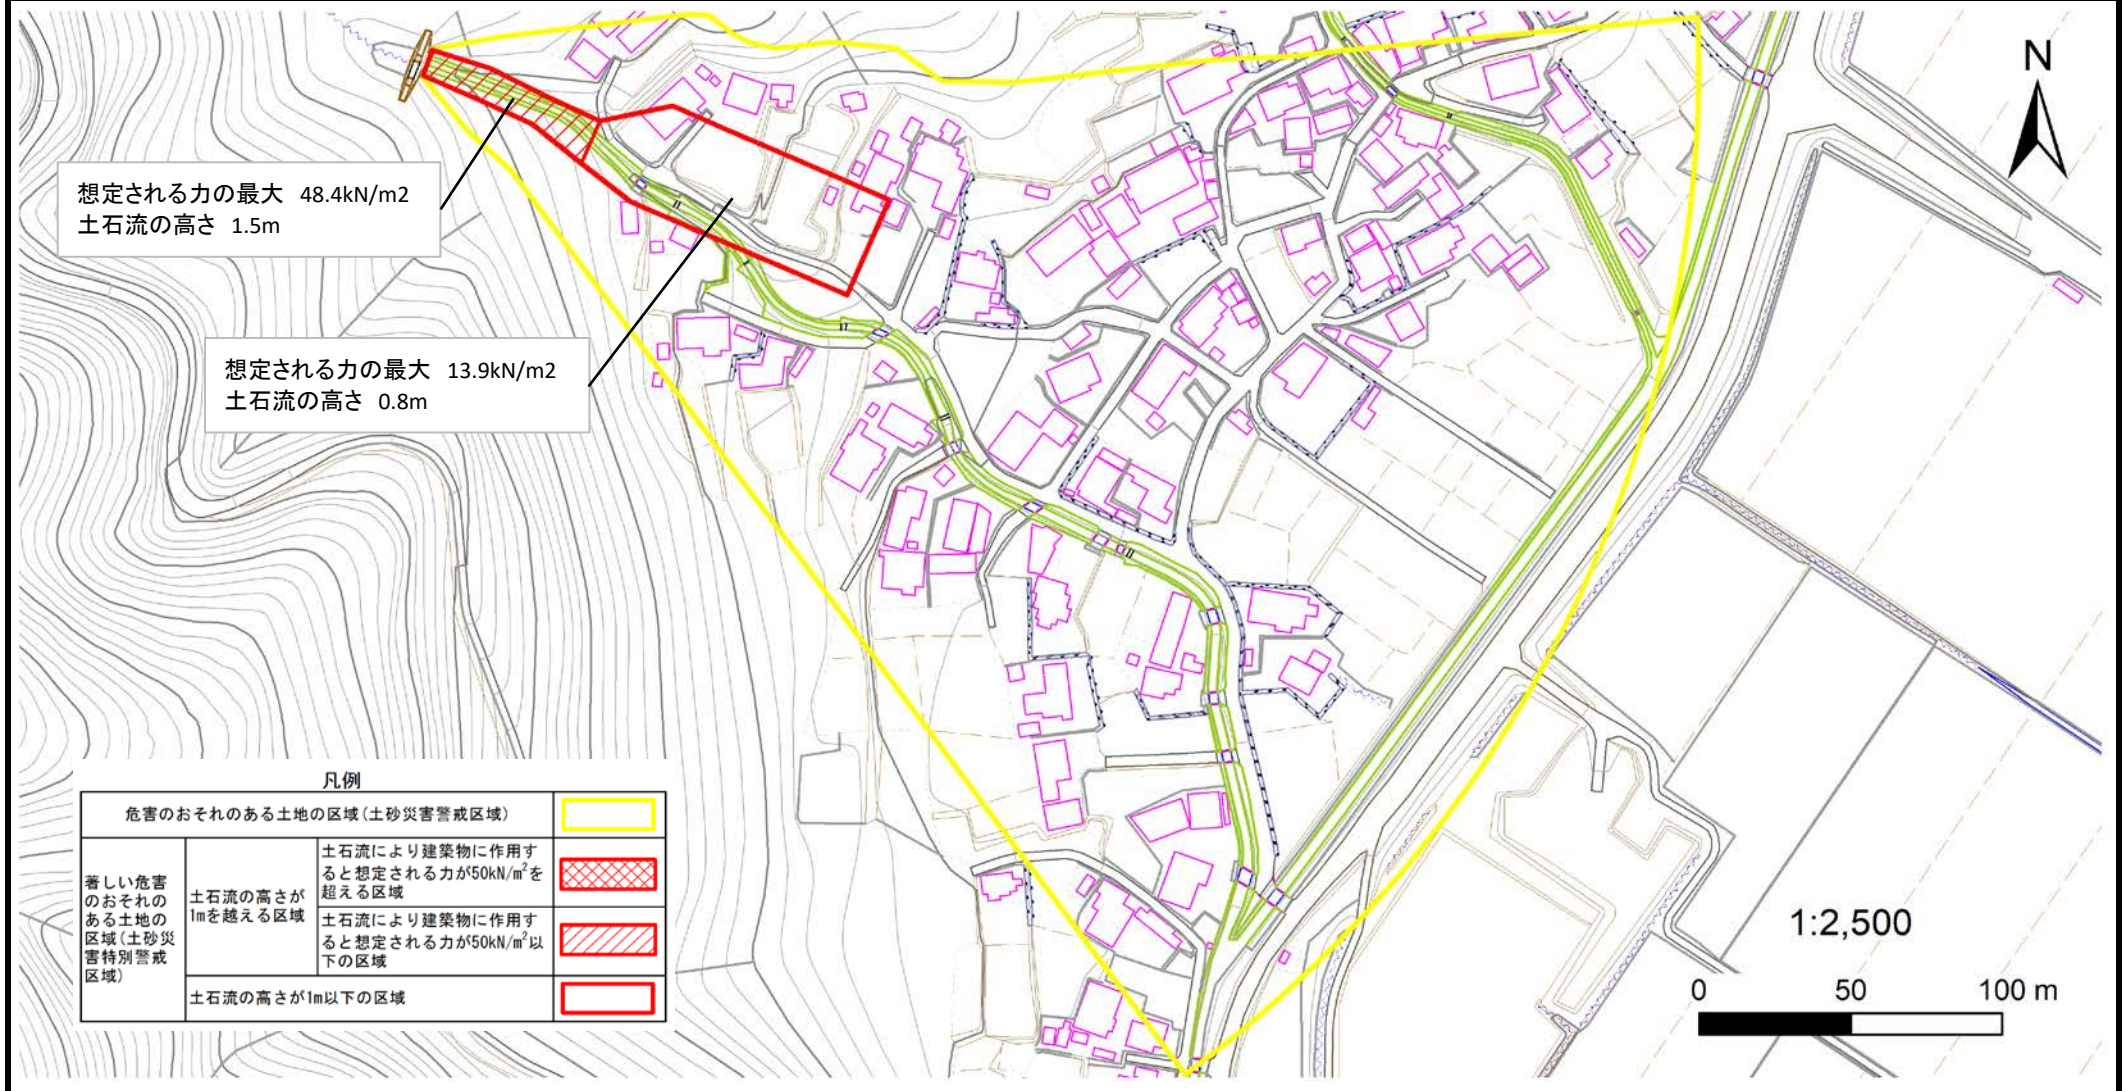 N
想定される力の最大 48.4kN/m2
土石流の高さ 1.5m
想定される力の最大 13.9kN/m2
土石流の高さ 0.8m
凡例
危害のおそれのある土地の区域(土砂災害警戒区域)
著しい危害
のおそれの
ある土地の
区域(土砂災
害特別警戒
区域)
土石流の高さが
1mを越える区域
土石流により建築物に作用す
ると想定される力が50kN/m²を
超える区域
土石流により建築物に作用す
ると想定される力が50kN/m²以
下の区域
土石流の高さが1m以下の区域
1:2,500
0 50 100 m